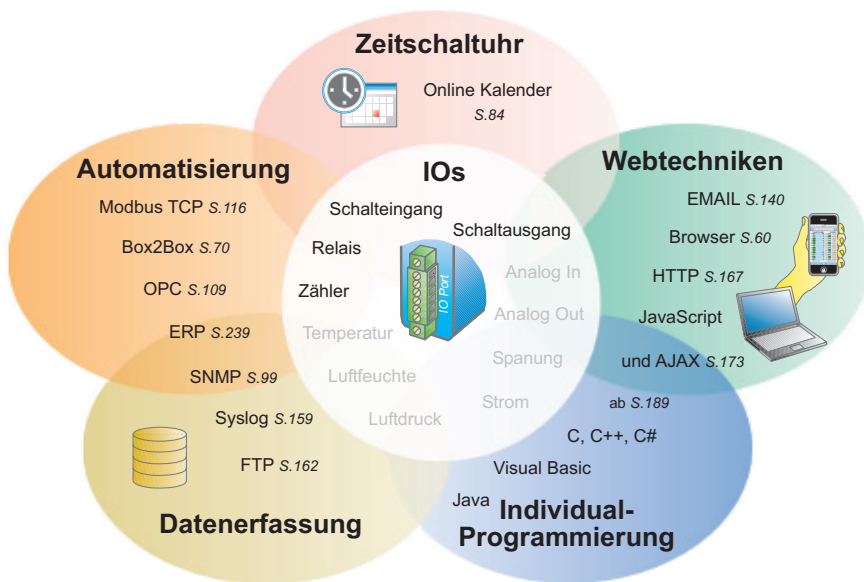 Zeitschaltuhr
Online Kalender
S.84
Automatisierung
Modbus TCP S.116
Box2Box S.70
OPC S.109
ERP S.239
SNMP S.99
IOs
Schalteingang
Schaltausgang
Relais
Zähler
Temperatur
Luftfeuchte
Luftdruck
IO Port
Analog In
Analog Out
Spanung
Strom
Webtechniken
EMAIL S.140
Browser S.60
HTTP S.167
JavaScript
und AJAX S.173
Syslog S.159
FTP S.162
Datenerfassung
ab S.189
C, C++, C#
Visual Basic
Java
Individual-
Programmierung